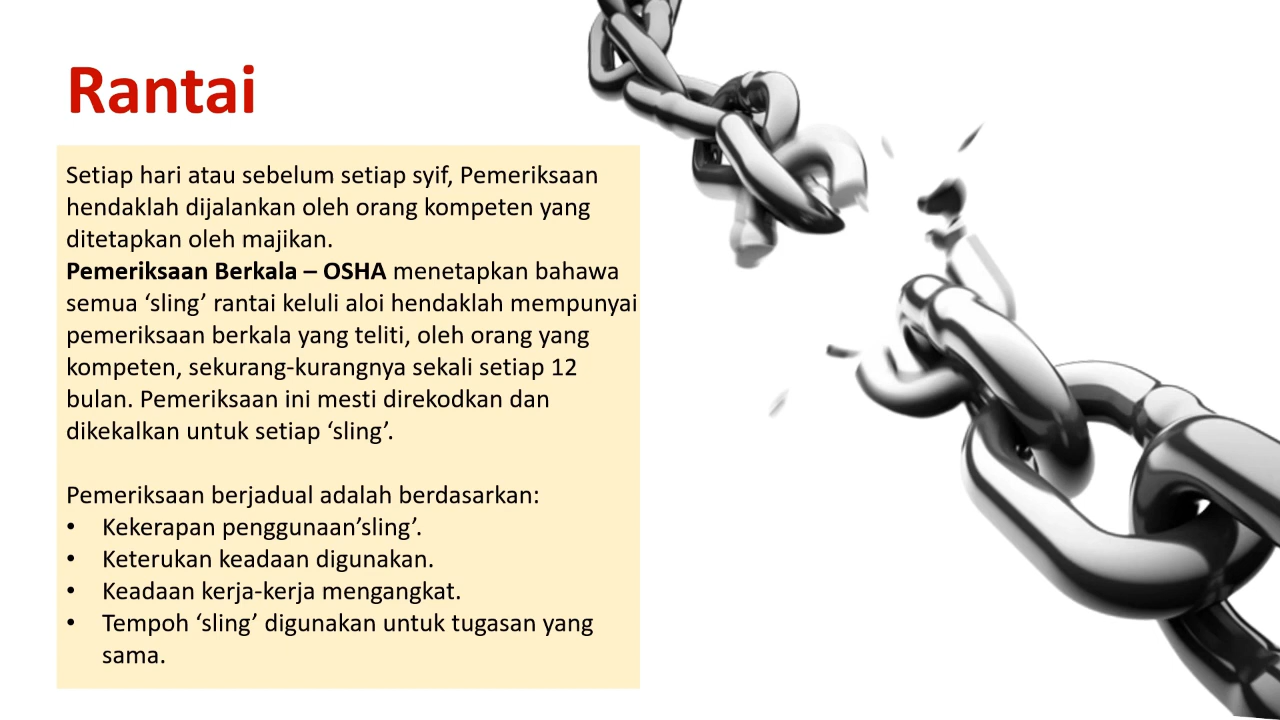 Rantai
Setiap hari atau sebelum setiap syif, Pemeriksaan
hendaklah dijalankan oleh orang kompeten yang
ditetapkan oleh majikan.
Pemeriksaan Berkala – OSHA menetapkan bahawa
semua ‘sling’ rantai keluli aloi hendaklah mempunyai
pemeriksaan berkala yang teliti, oleh orang yang
kompeten, sekurang-kurangnya sekali setiap 12
bulan. Pemeriksaan ini mesti direkodkan dan
dikekalkan untuk setiap ‘sling’.
Pemeriksaan berjadual adalah berdasarkan:
• Kekerapan penggunaan’sling’.
• Keterukan keadaan digunakan.
• Keadaan kerja-kerja mengangkat.
• Tempoh ‘sling’ digunakan untuk tugasan yang
sama.